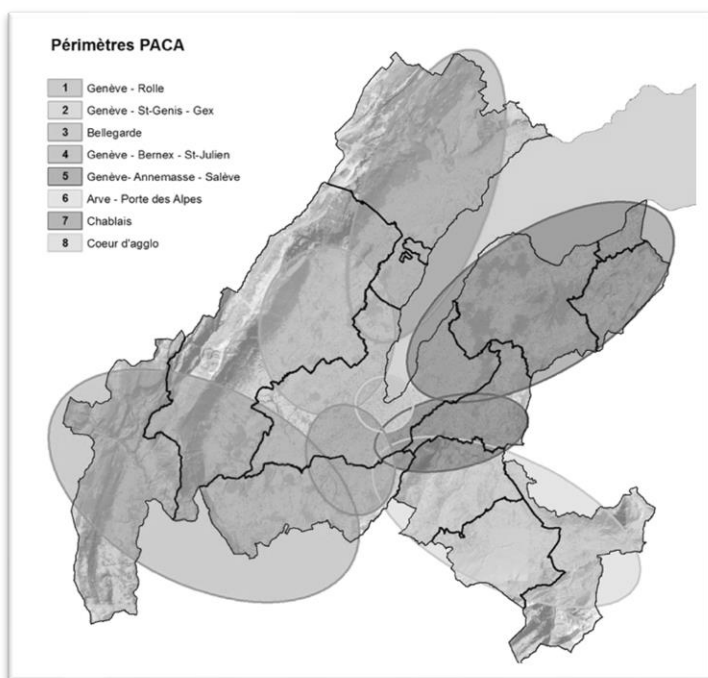 Périmètres PACA
1 Genève - Rolle
2 Genève - St-Genis - Gex
3 Bellegarde
4 Genève - Bernex - St-Julien
5 Genève- Annemasse - Salève
6 Arve - Porte des Alpes
7 Chablais
8 Coeur d'agglo